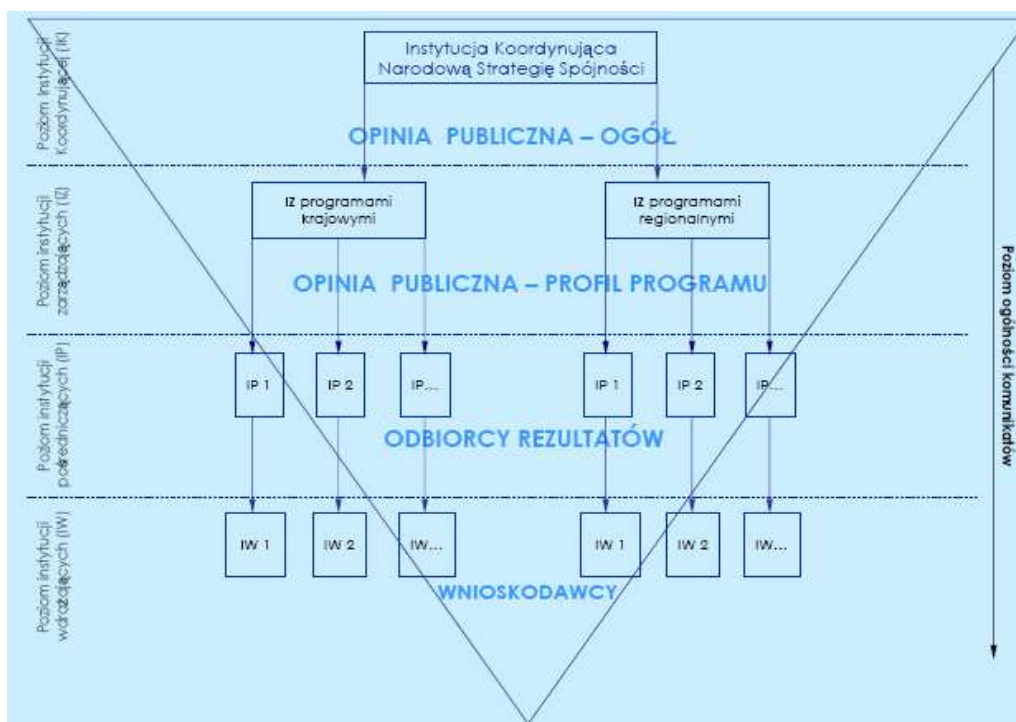 Poziom Instytucji
Koordynującej (IK)
Instytucja Koordynująca
Narodową Strategię Spójności
OPINIA PUBLICZNA – OGÓŁ
Poziom instytucji
zarządzających (IZ)
IZ programami
krajowymi
IZ programami
regionalnymi
OPINIA PUBLICZNA – PROFIL PROGRAMU
Poziom instytucji
pośredniczących (IP)
IP 1
IP 2
IP...
IP 1
IP 2
IP...
ODBIORCY REZULTATÓW
Poziom instytucji
wdrażających (IW)
IW 1
IW 2
IW...
IW 1
IW 2
IW...
WNIOSKODAWCY
Poziom ogólności komunikatów